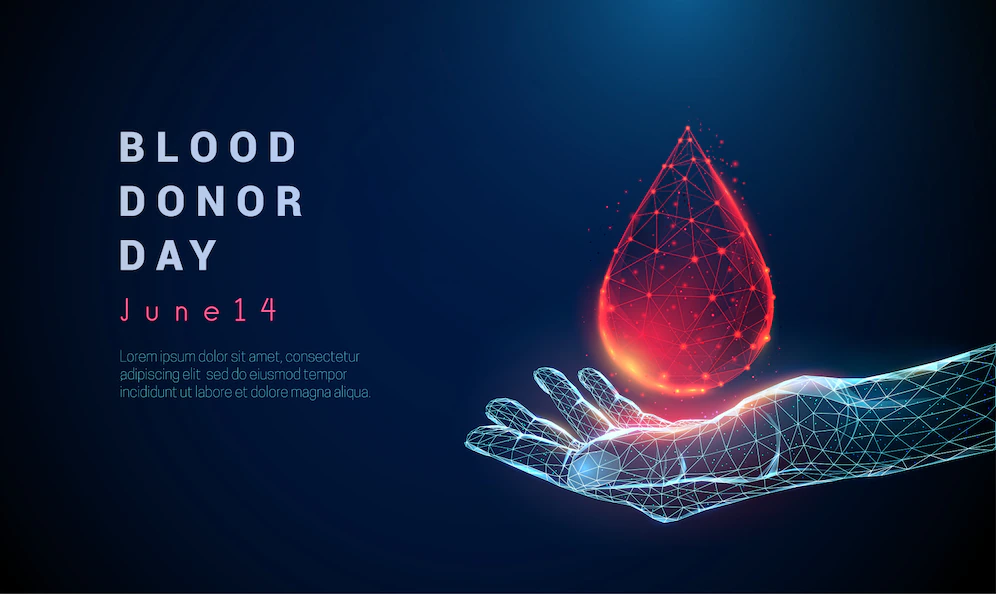 BLOOD
DONOR
DAY
June14
Lorem ipsum dolor sit amet, consectetur
adipiscing elit sed do eiusmod tempor
incididunt ut labore et dolore magna aliqua.